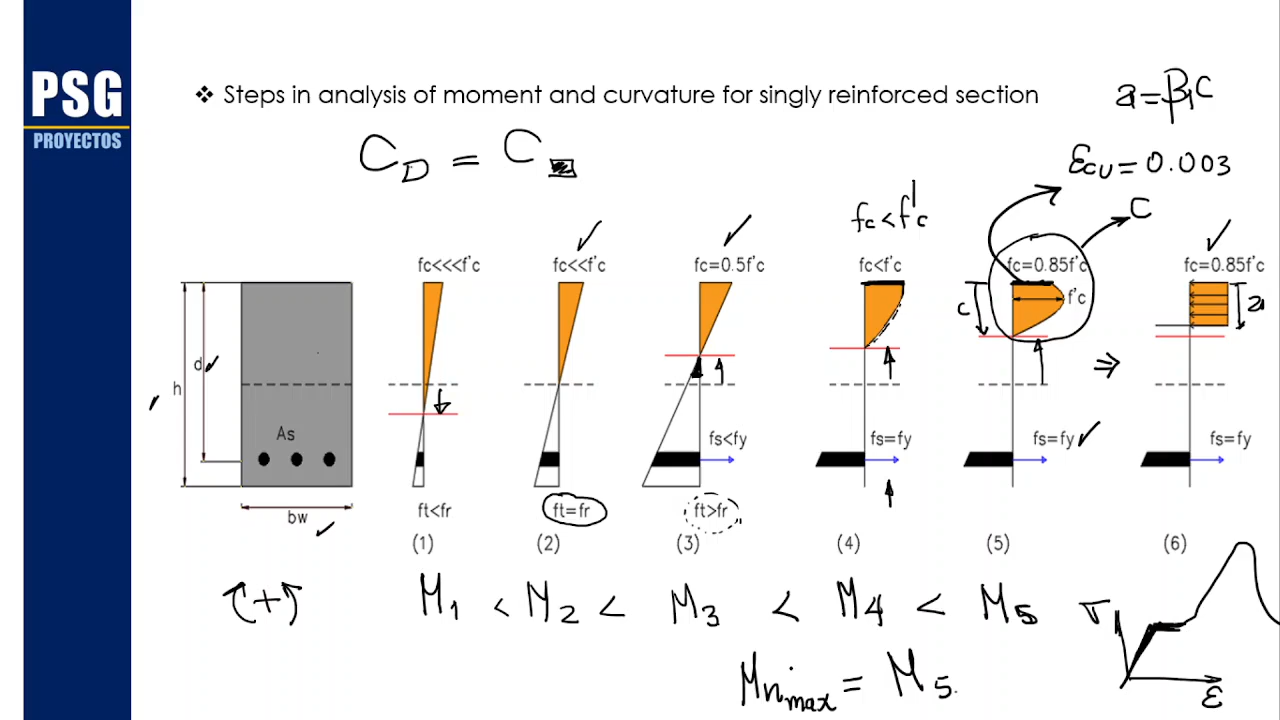 PSG
PROYECTOS
❖ Steps in analysis of moment and curvature for singly reinforced section
a = β₁C
C_D = C
εcu = 0.003
fc < f'c
C
fc<<<f'c
fc<<f'c
fc=0.5f'c
fc<f'c
fc=0.85f'c
fc=0.85f'c
f'c
c
a
d
h
As
fs<fy
fs=fy
fs=fy
fs=fy
bw
ft<fr
ft=fr
ft>fr
(1)
(2)
(3)
(4)
(5)
(6)
(+)
M1 < M2 < M3 < M4 < M5
σ
ε
Mn max = M5